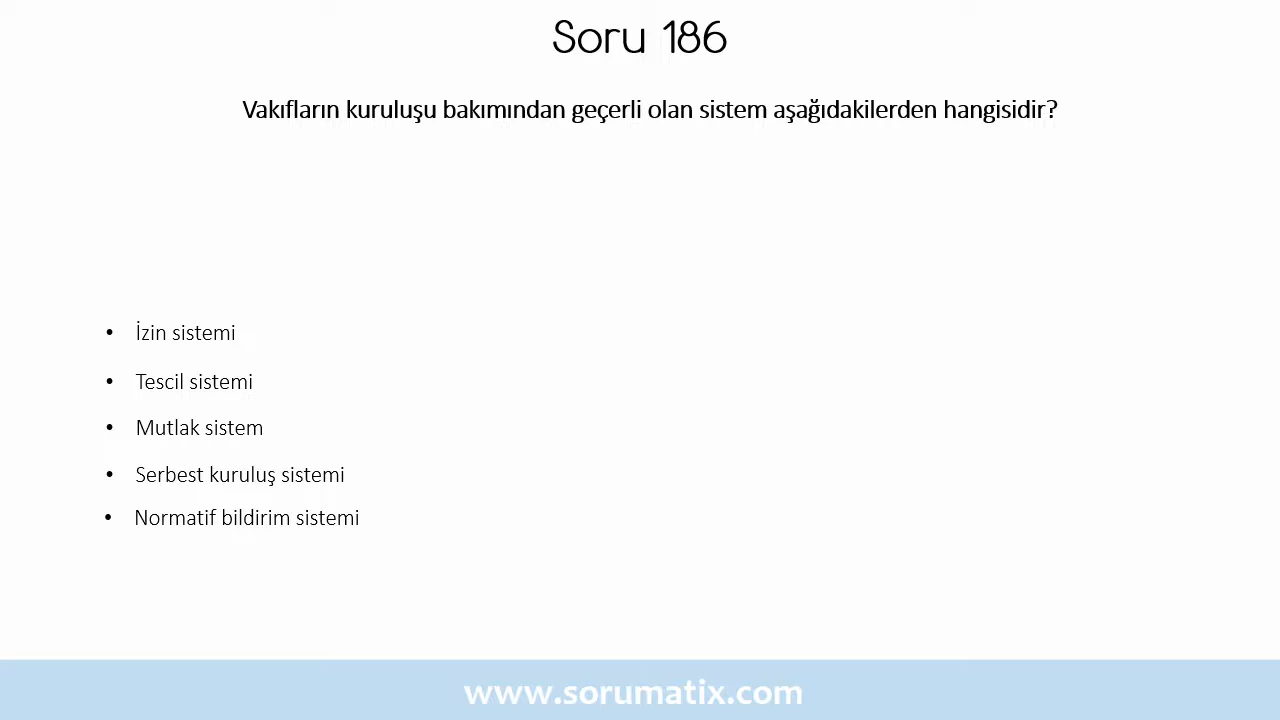 Soru 186
Vakıfların kuruluşu bakımından geçerli olan sistem aşağıdakilerden hangisidir?
• İzin sistemi
• Tescil sistemi
• Mutlak sistem
• Serbest kuruluş sistemi
• Normatif bildirim sistemi
www.sorumatix.com